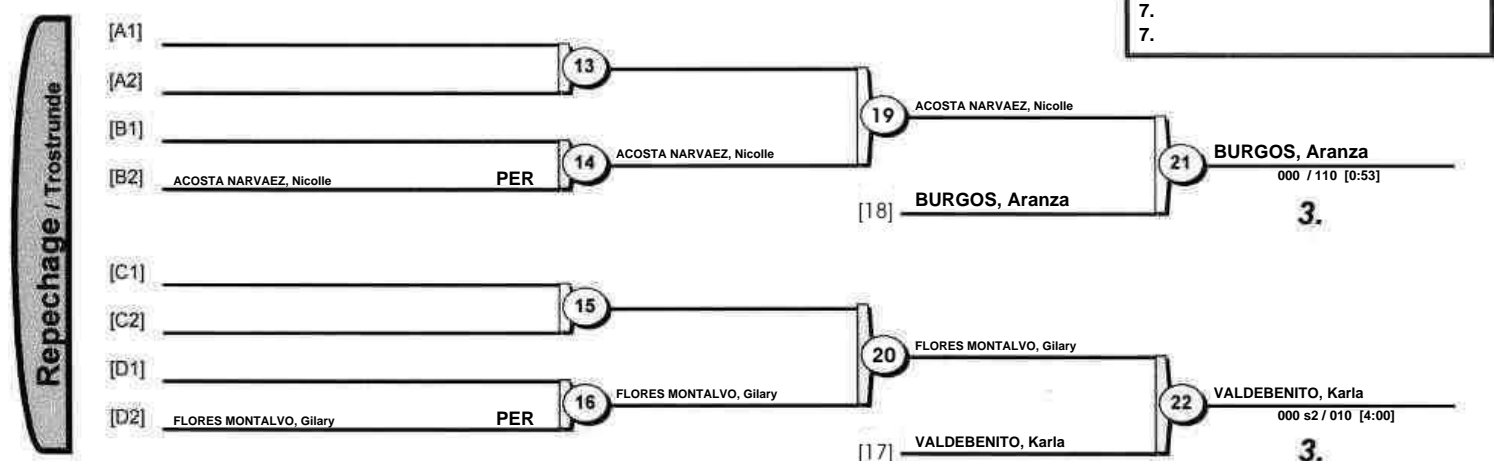 7.
7.
Repechage / Trostrunde
[A1]
[A2]
13
[B1]
[B2] ACOSTA NARVAEZ, Nicolle PER
14
ACOSTA NARVAEZ, Nicolle
19
ACOSTA NARVAEZ, Nicolle
[18] BURGOS, Aranza
21
BURGOS, Aranza
000 / 110 [0:53]
3.
[C1]
[C2]
15
[D1]
[D2] FLORES MONTALVO, Gilary PER
16
FLORES MONTALVO, Gilary
20
FLORES MONTALVO, Gilary
[17] VALDEBENITO, Karla
22
VALDEBENITO, Karla
000 s2 / 010 [4:00]
3.